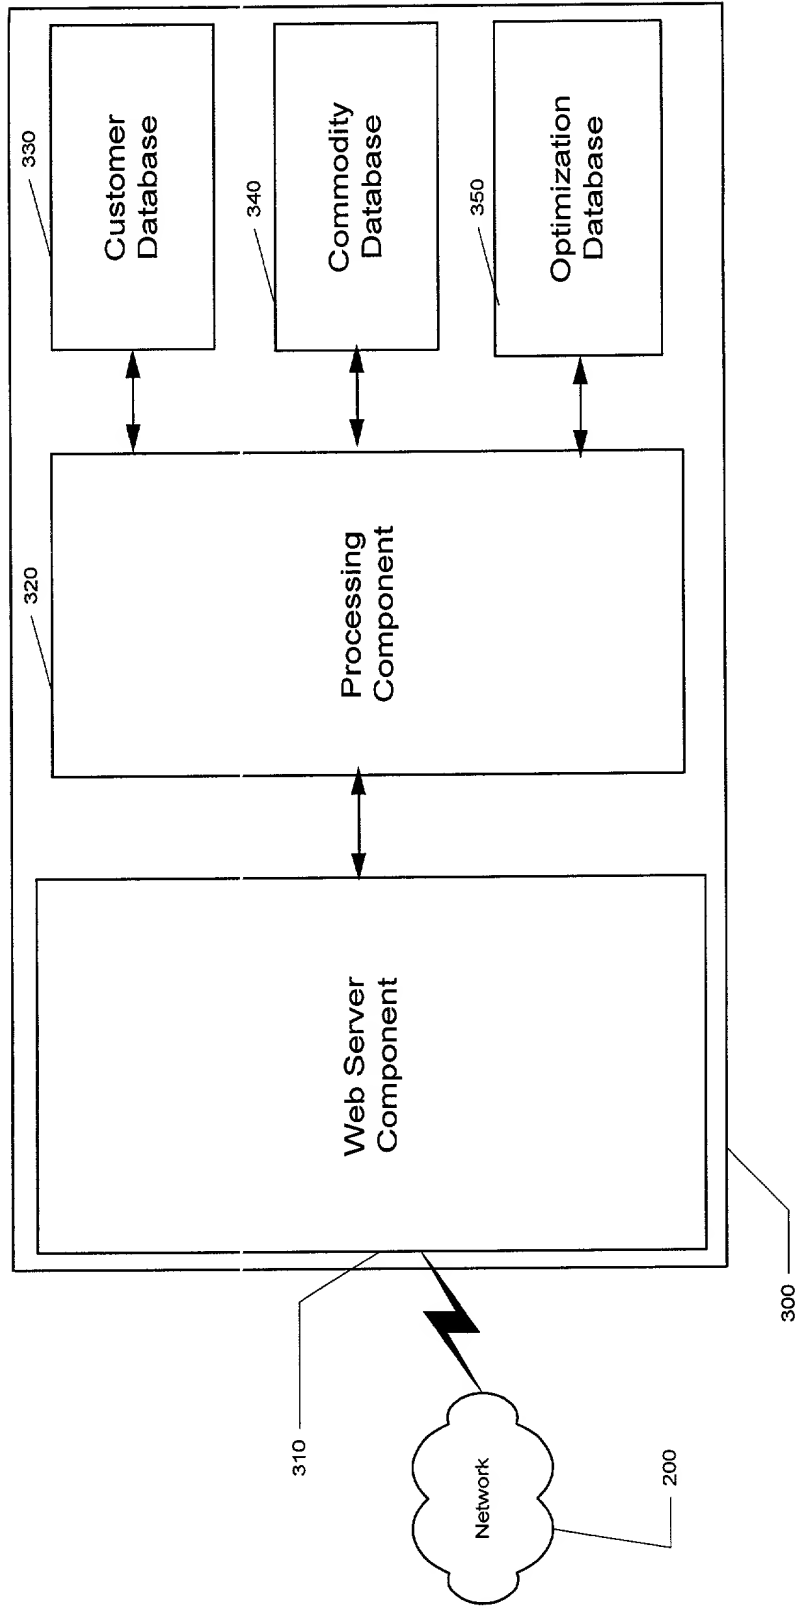 330
Customer
Database
340
Commodity
Database
350
Optimization
Database
320
Processing
Component
Web Server
Component
310
300
Network
200